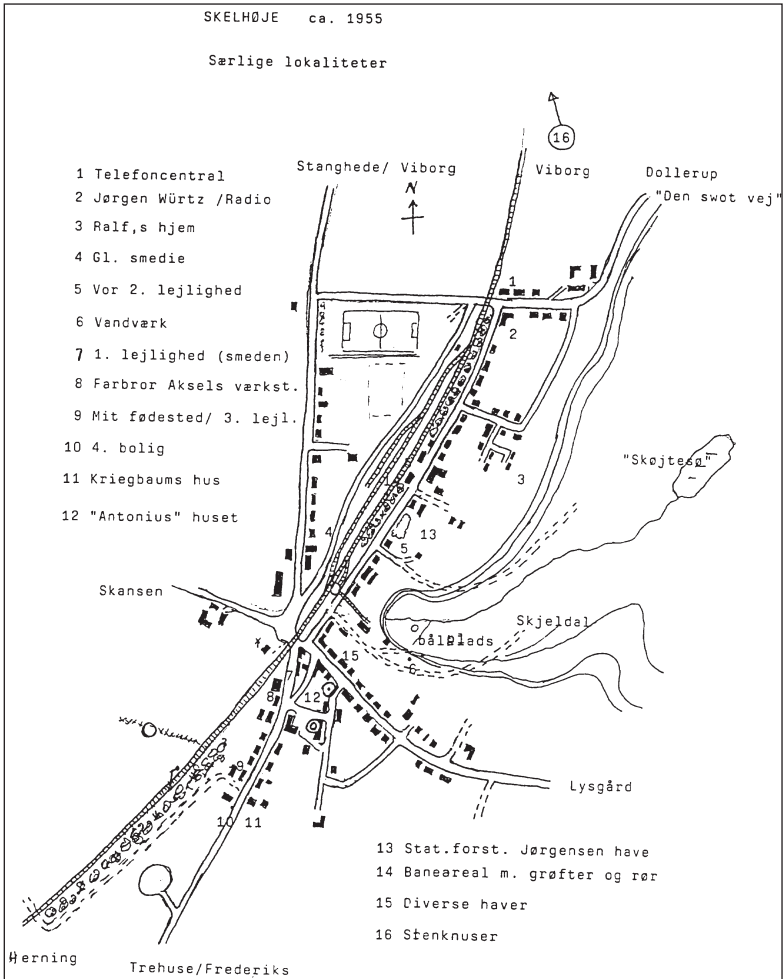 SKELHØJE ca. 1955
Særlige lokaliteter
16
1 Telefoncentral
2 Jørgen Würtz /Radio
3 Ralf,s hjem
4 Gl. smedie
5 Vor 2. lejlighed
6 Vandværk
7 1. lejlighed (smeden)
8 Farbror Aksels værkst.
9 Mit fødested/ 3. lejl.
10 4. bolig
11 Kriegbaums hus
12 "Antonius" huset
Stanghede/ Viborg
N
Viborg
Dollerup
"Den swot vej"
1
2
"Skøjtesø"
3
4
13
5
Skansen
Skjeldal
bålplads
15
6
7
8
12
9
Lysgård
10 11
13 Stat.forst. Jørgensen have
14 Baneareal m. grøfter og rør
15 Diverse haver
16 Stenknuser
Herning
Trehuse/Frederiks